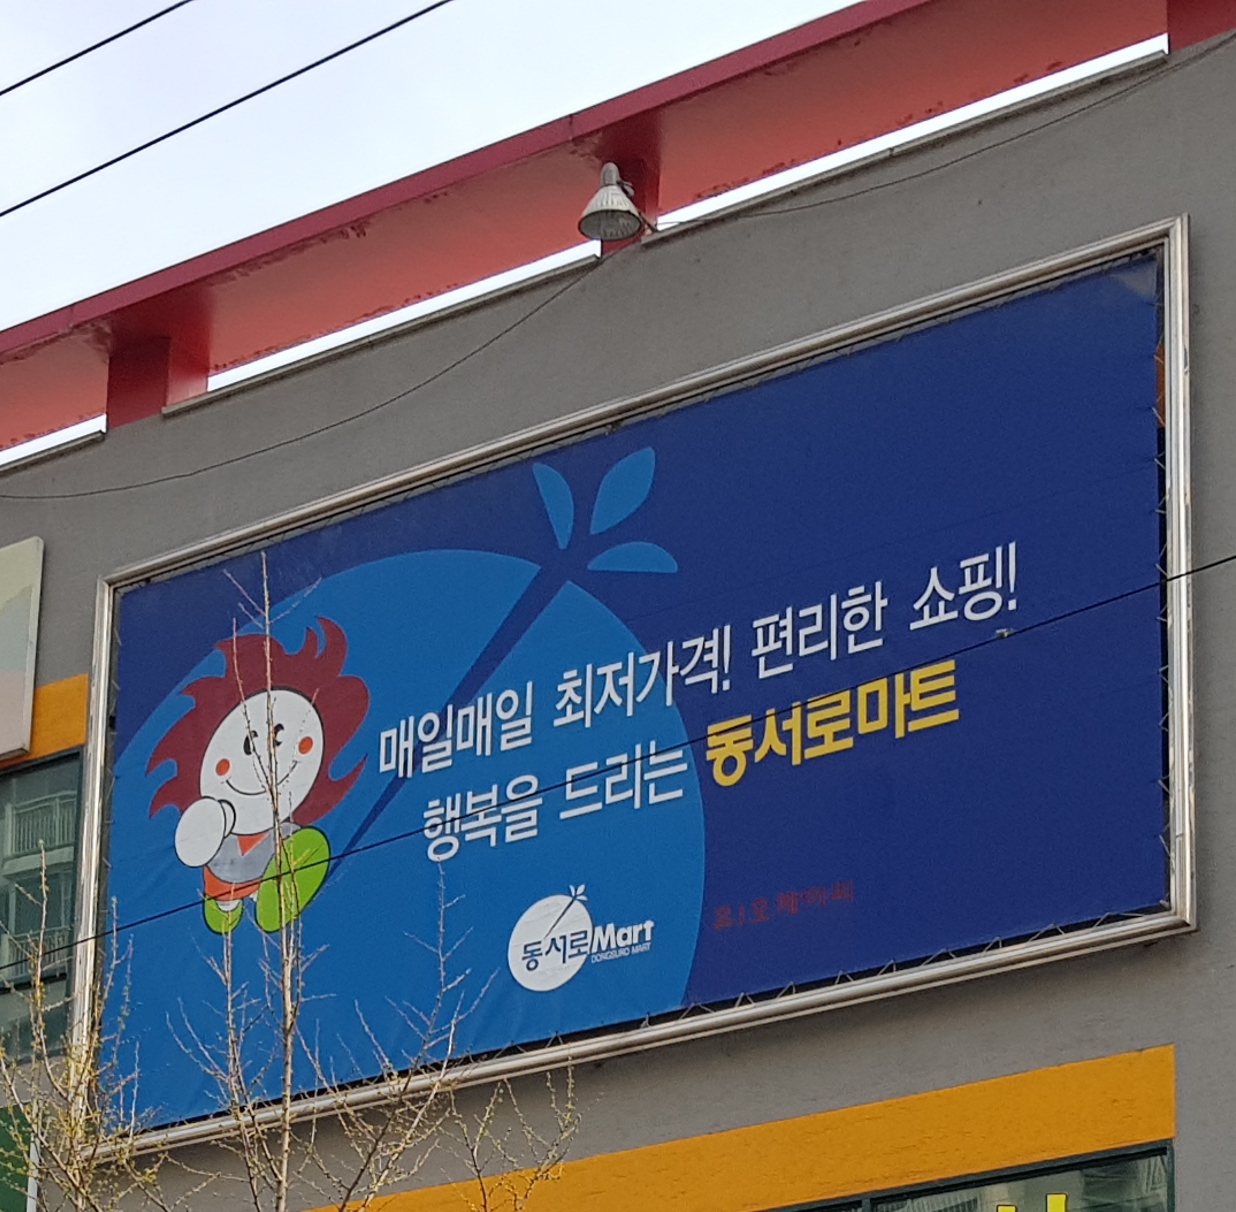 매일매일 최저가격! 편리한 쇼핑!
행복을 드리는 동서로마트
동서로Mart
DONGSURO MART